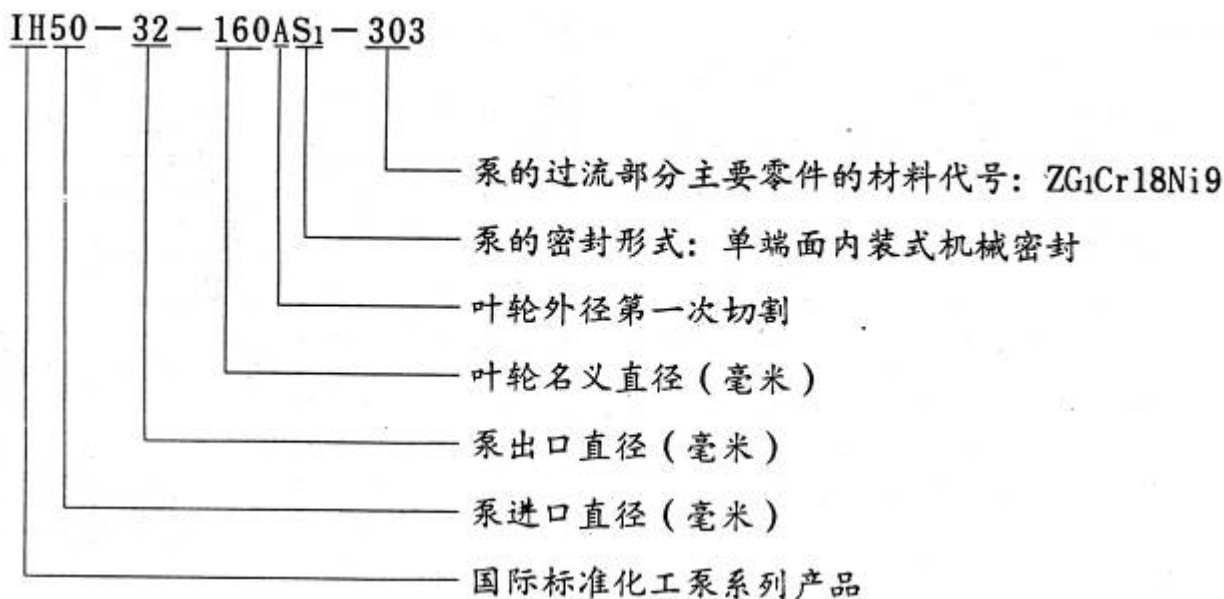 IH50-32-160AS₁-303
泵的过流部分主要零件的材料代号：ZG₁Cr18Ni9
泵的密封形式：单端面内装式机械密封
叶轮外径第一次切割
叶轮名义直径（毫米）
泵出口直径（毫米）
泵进口直径（毫米）
国际标准化工泵系列产品